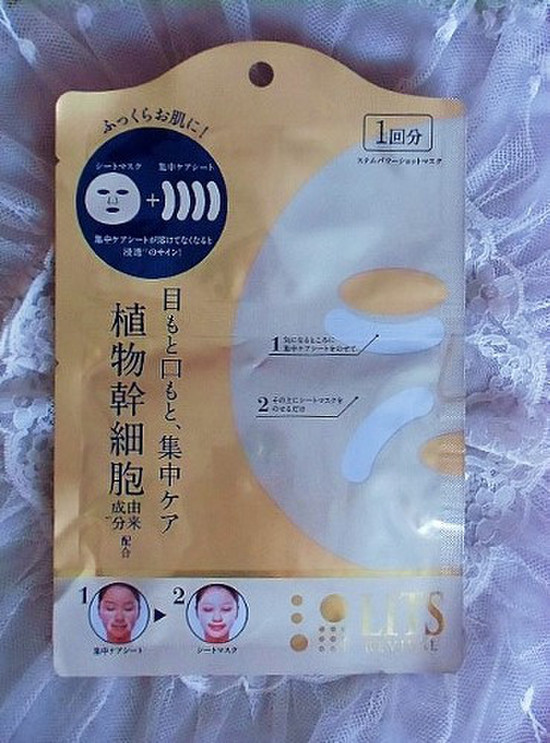 ふっくらお肌に!
シートマスク 集中ケアシート
+
集中ケアシートが溶けてなくなると
浸透*のサイン!
1回分
ステムパワーショットマスク
目もと口もと、集中ケア
植物幹細胞
由来
成分
配合
1 気になるところに
集中ケアシートをのせて
2 その上にシートマスクを
のせるだけ
1
2
集中ケアシート
シートマスク
LITS
REVIVAL